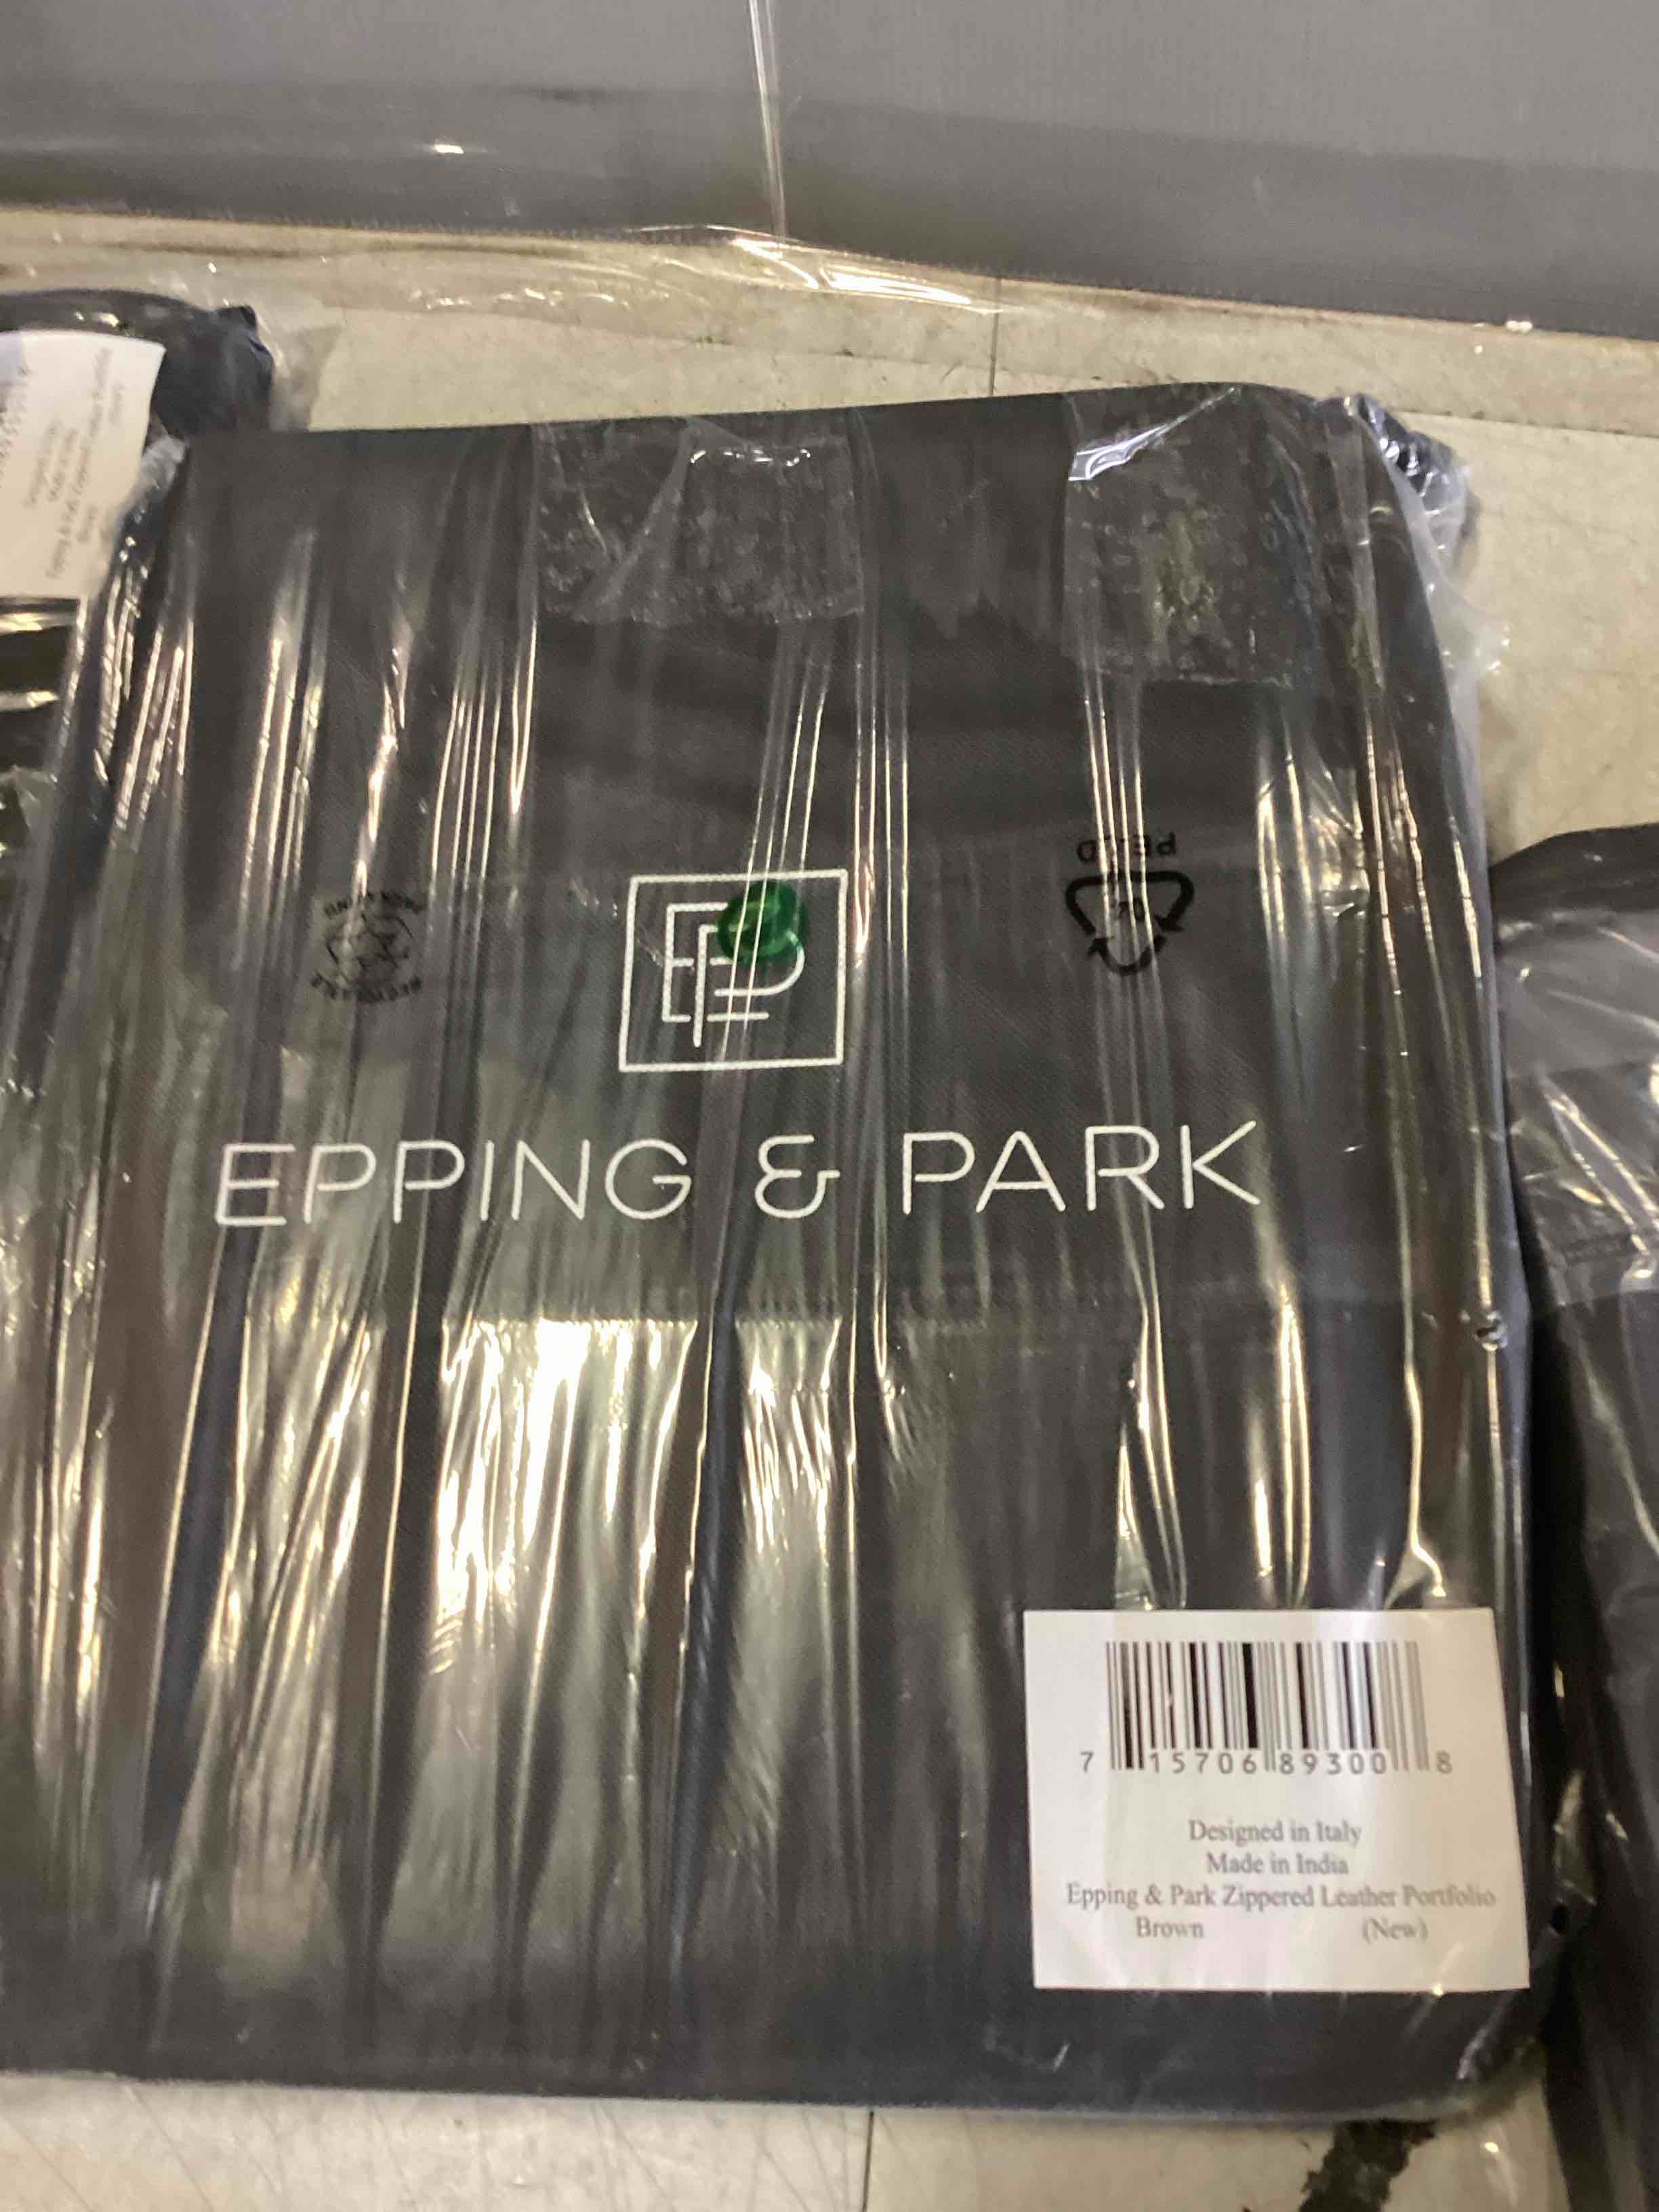 EP
EPPING & PARK
7 15706 89300 8
Designed in Italy
Made in India
Epping & Park Zippered Leather Portfolio
Brown (New)